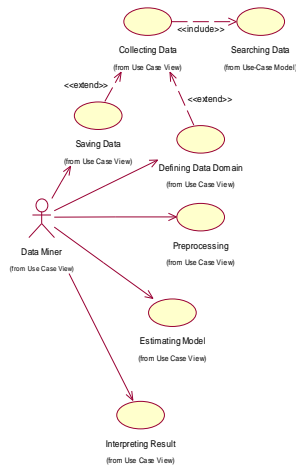 <<include>>
Collecting Data
Searching Data
(from Use Case View)
(from Use-Case Model)
<<extend>>
<<extend>>
Saving Data
(from Use Case View)
Defining Data Domain
(from Use Case View)
Preprocessing
(from Use Case View)
Data Miner
(from Use Case View)
Estimating Model
(from Use Case View)
Interpreting Result
(from Use Case View)